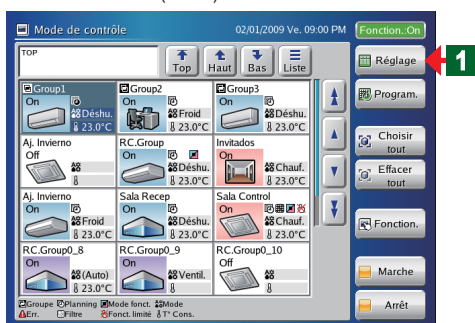 Mode de contrôle 02/01/2009 Ve. 09:00 PM Fonction.:On
TOP
Top Haut Bas Liste
Réglage 1
Program.
Choisir tout
Effacer tout
Fonction.
Marche
Arrêt
Group1 Group2 Group3
On On On
Déshu. Froid Déshu.
23.0°C 23.0°C 23.0°C
Aj. Invierno RC.Group Invitados
Off On On
Déshu. Chauf.
23.0°C 23.0°C
Aj. Invierno Sala Recep Sala Control
On On On
Froid Déshu. Chauf.
23.0°C 23.0°C 23.0°C
RC.Group0_8 RC.Group0_9 RC.Group0_10
On On Off
(Auto) Ventil.
23.0°C
Groupe Planning Mode fonct. Mode
Err. Filtre Fonct. limité T° Cons.